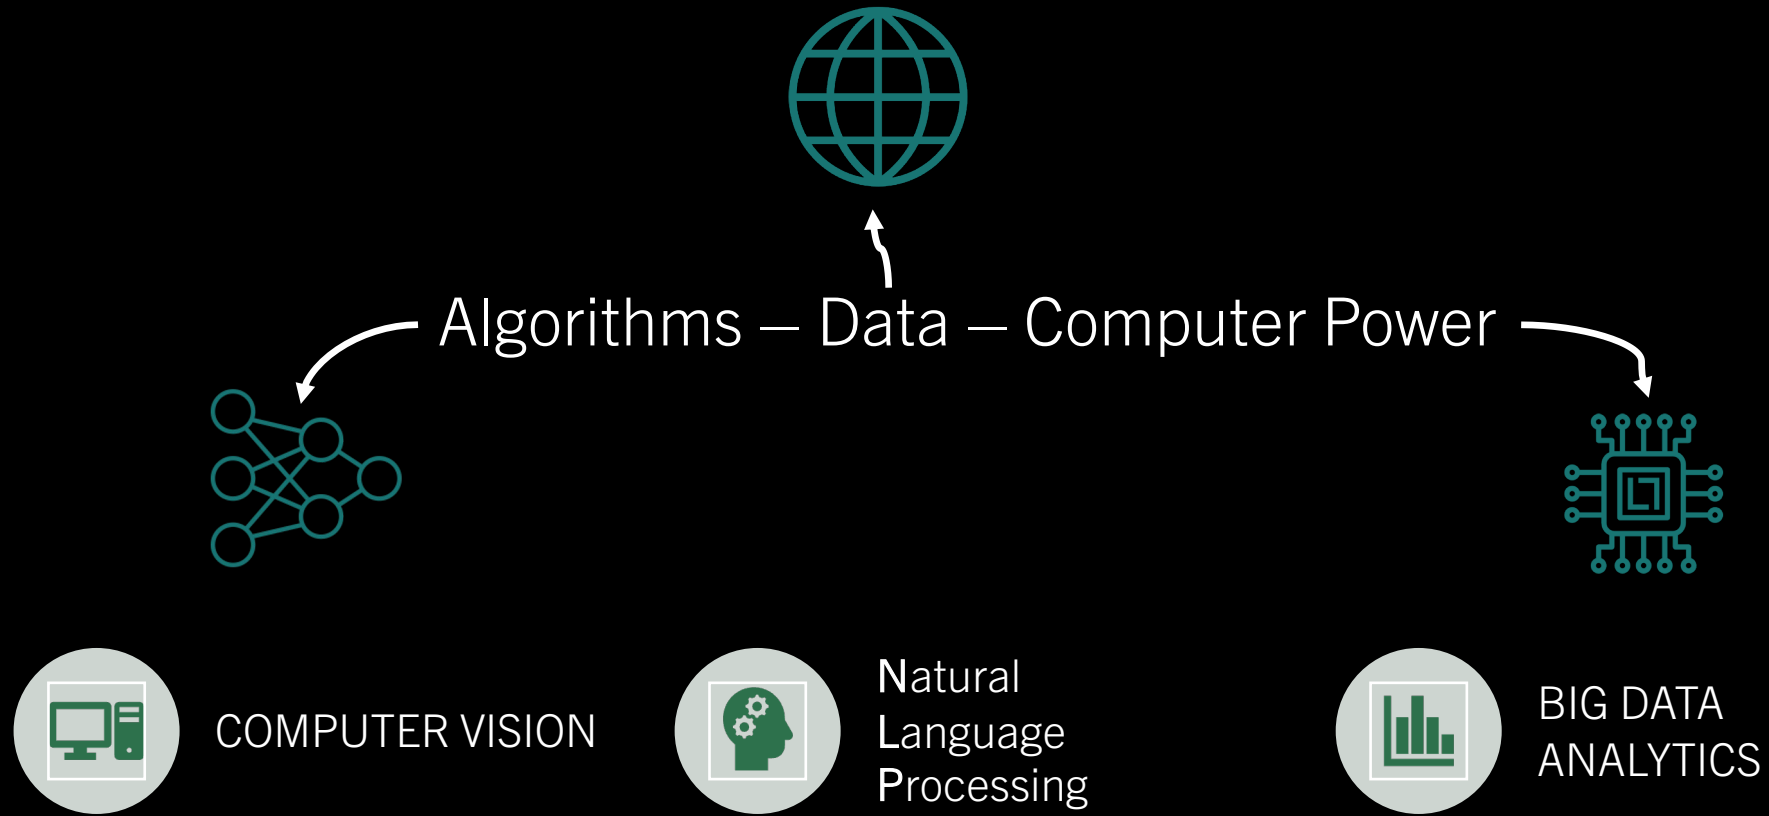 Algorithms – Data – Computer Power
COMPUTER VISION
Natural
Language
Processing
BIG DATA
ANALYTICS